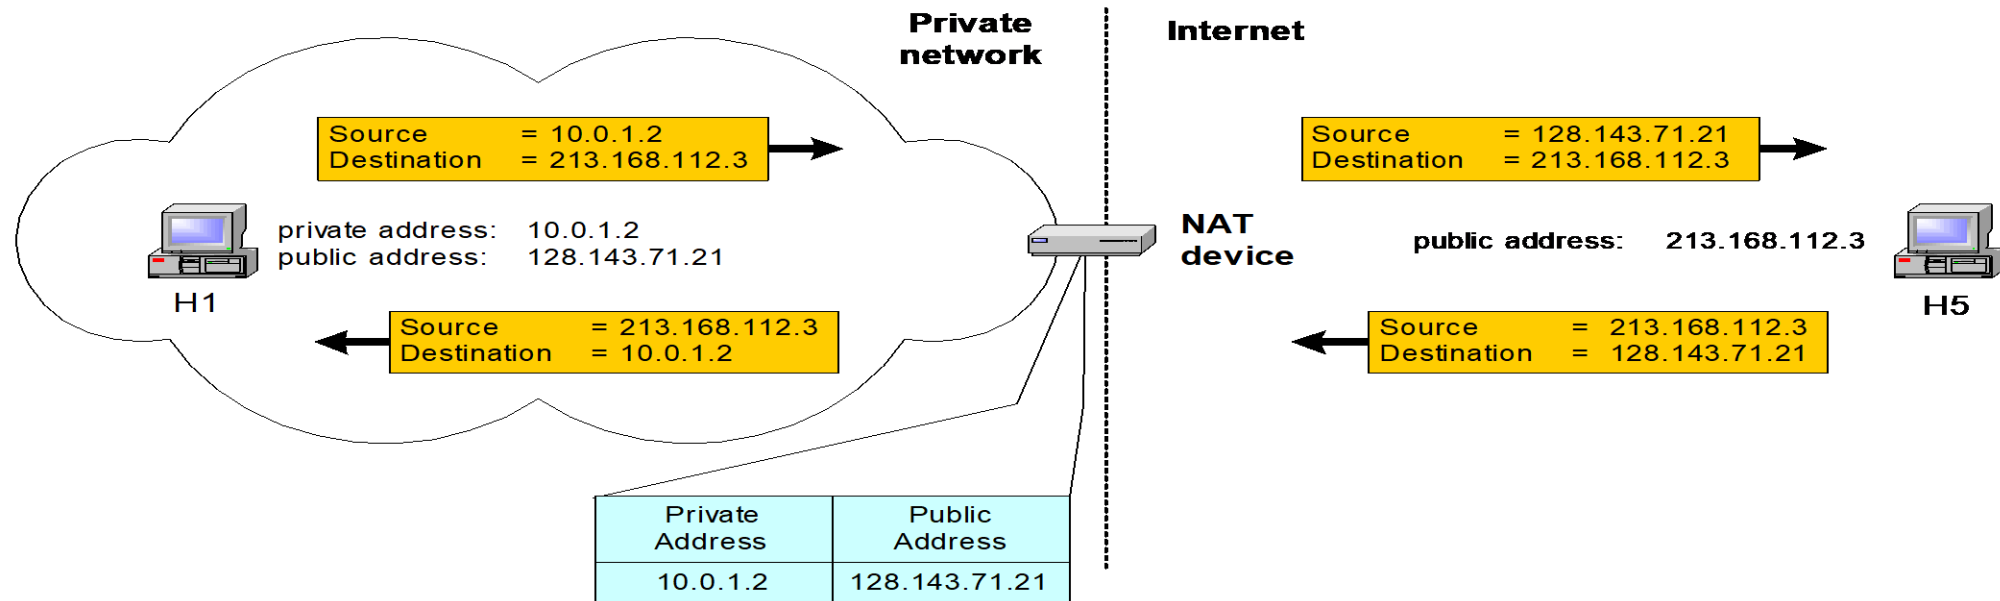 Private
network
Internet
Source = 10.0.1.2
Destination = 213.168.112.3
Source = 128.143.71.21
Destination = 213.168.112.3
private address: 10.0.1.2
public address: 128.143.71.21
H1
NAT
device
public address: 213.168.112.3
H5
Source = 213.168.112.3
Destination = 10.0.1.2
Source = 213.168.112.3
Destination = 128.143.71.21
Private
Address
Public
Address
10.0.1.2 128.143.71.21